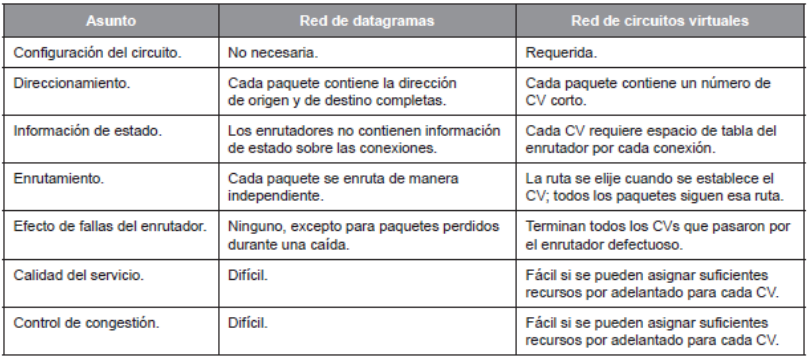 Asunto Red de datagramas Red de circuitos virtuales
Configuración del circuito. No necesaria. Requerida.
Direccionamiento. Cada paquete contiene la dirección Cada paquete contiene un número de
de origen y de destino completas. CV corto.
Información de estado. Los enrutadores no contienen información Cada CV requiere espacio de tabla del
de estado sobre las conexiones. enrutador por cada conexión.
Enrutamiento. Cada paquete se enruta de manera La ruta se elije cuando se establece el
independiente. CV; todos los paquetes siguen esa ruta.
Efecto de fallas del enrutador. Ninguno, excepto para paquetes perdidos Terminan todos los CVs que pasaron por
durante una caída. el enrutador defectuoso.
Calidad del servicio. Difícil. Fácil si se pueden asignar suficientes
recursos por adelantado para cada CV.
Control de congestión. Difícil. Fácil si se pueden asignar suficientes
recursos por adelantado para cada CV.